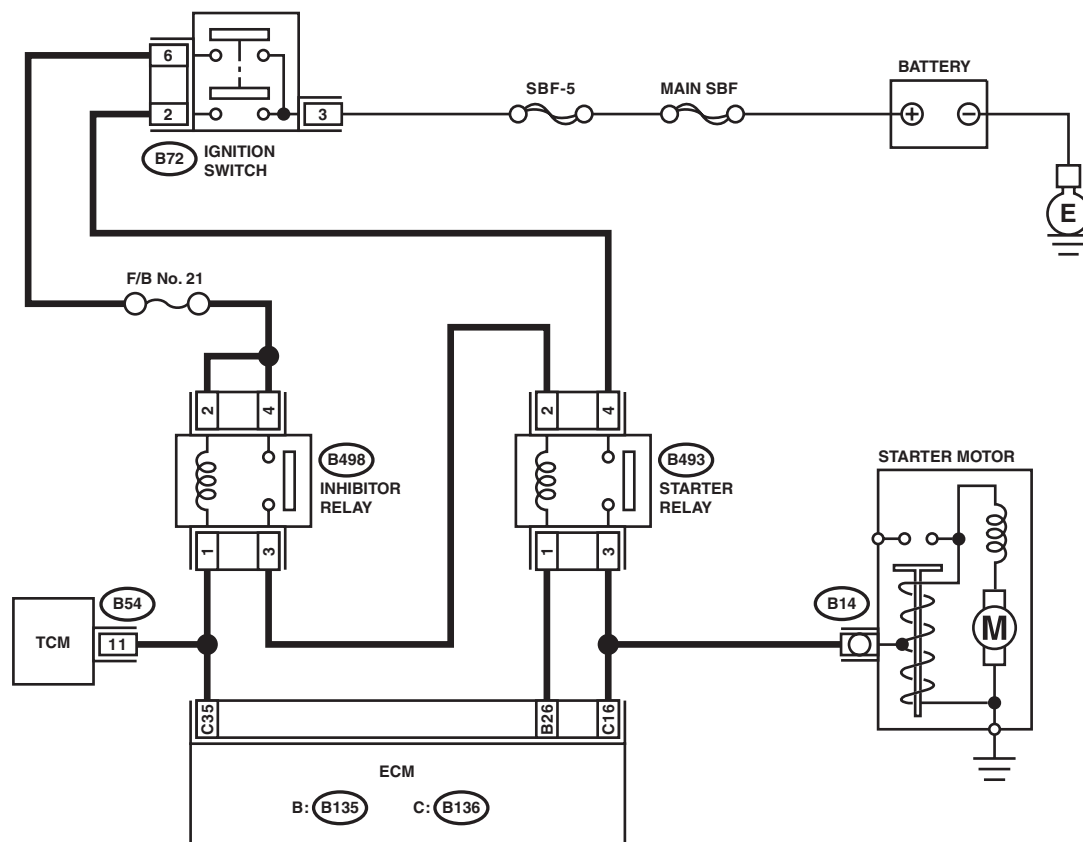 6
SBF-5
MAIN SBF
BATTERY
2
3
+
−
B72
IGNITION
SWITCH
E
F/B No. 21
2
4
2
4
B498
INHIBITOR
RELAY
B493
STARTER
RELAY
STARTER MOTOR
1
3
1
3
B54
B14
TCM
11
M
C35
B26
C16
ECM
B: B135 C: B136